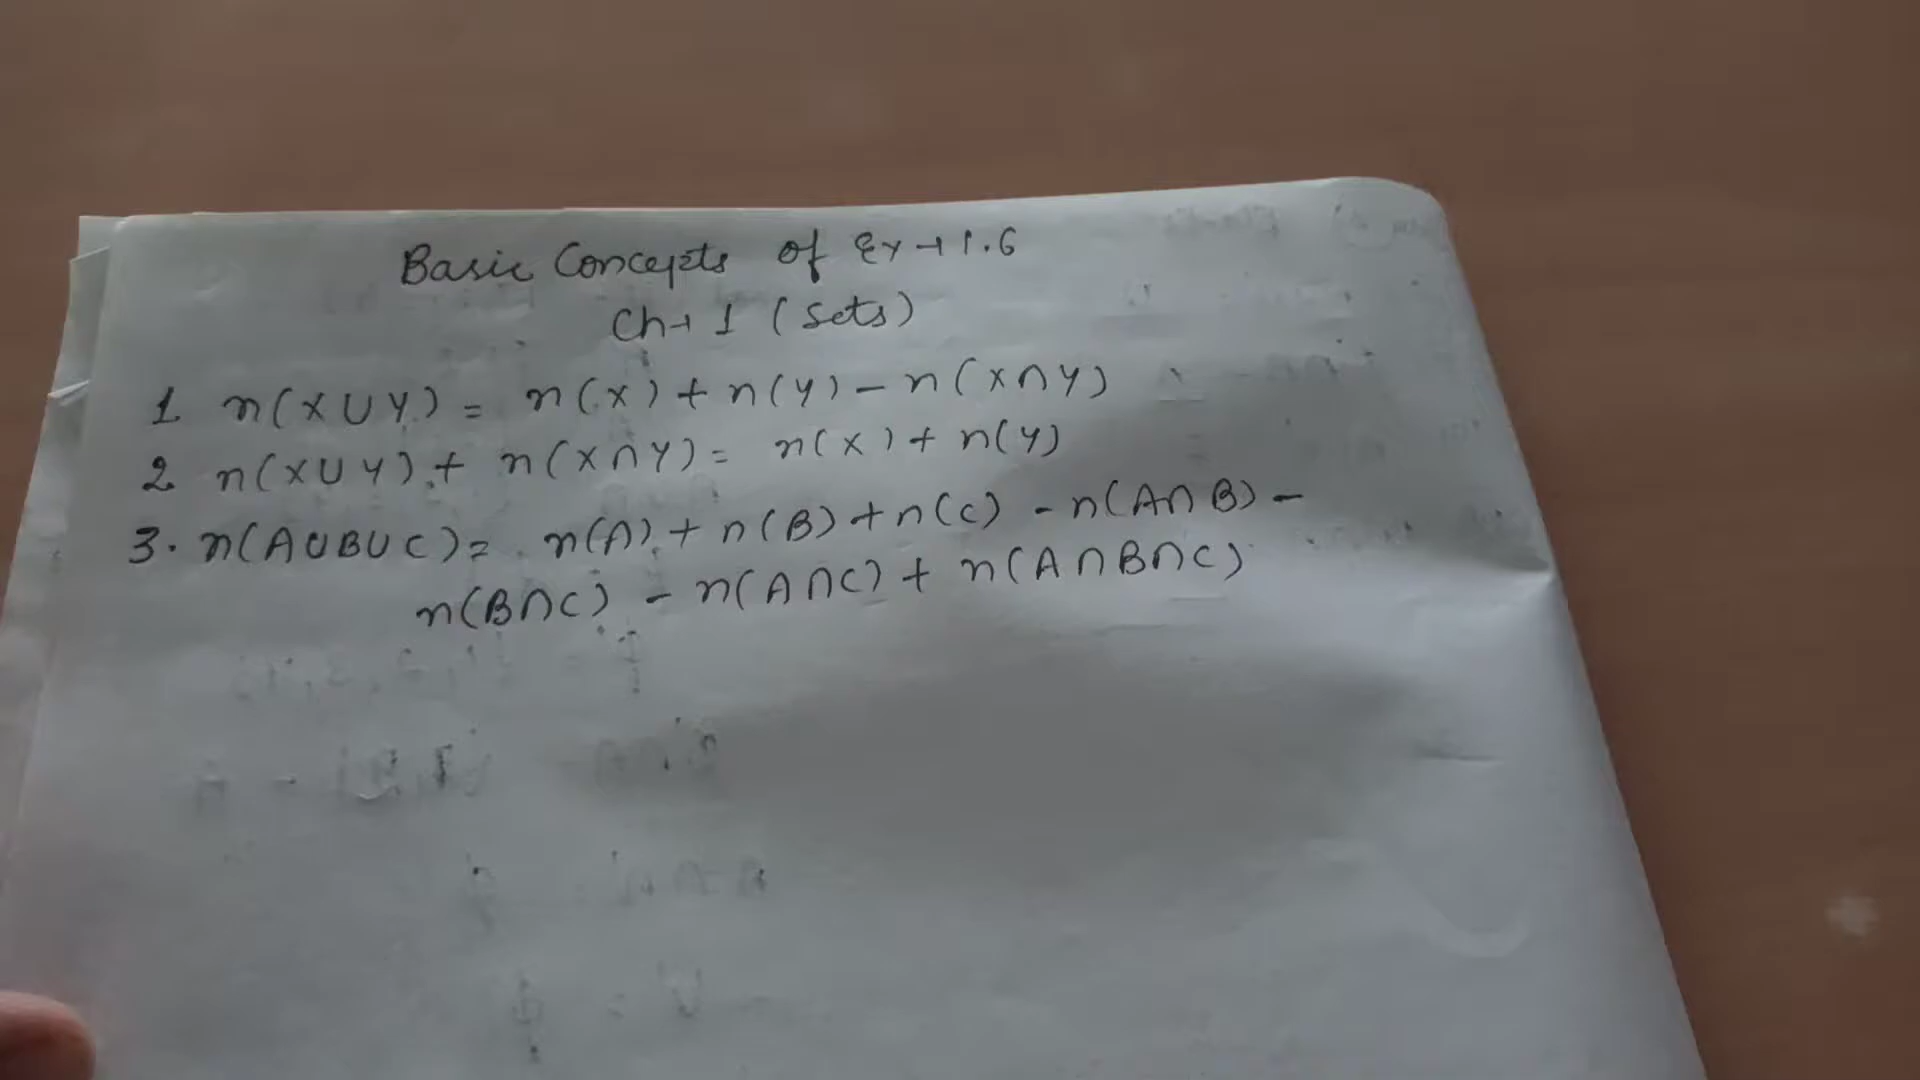 Basic Concepts of Ex → 1.6
Ch → 1 (Sets)
1 n(X∪Y) = n(X) + n(Y) – n(X∩Y)
2 n(X∪Y) + n(X∩Y) = n(X) + n(Y)
3. n(A∪B∪C) = n(A) + n(B) + n(C) - n(A∩B) –
n(B∩C) – n(A∩C) + n(A∩B∩C)